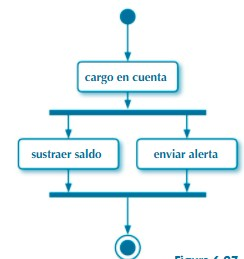 cargo en cuenta
sustraer saldo
enviar alerta